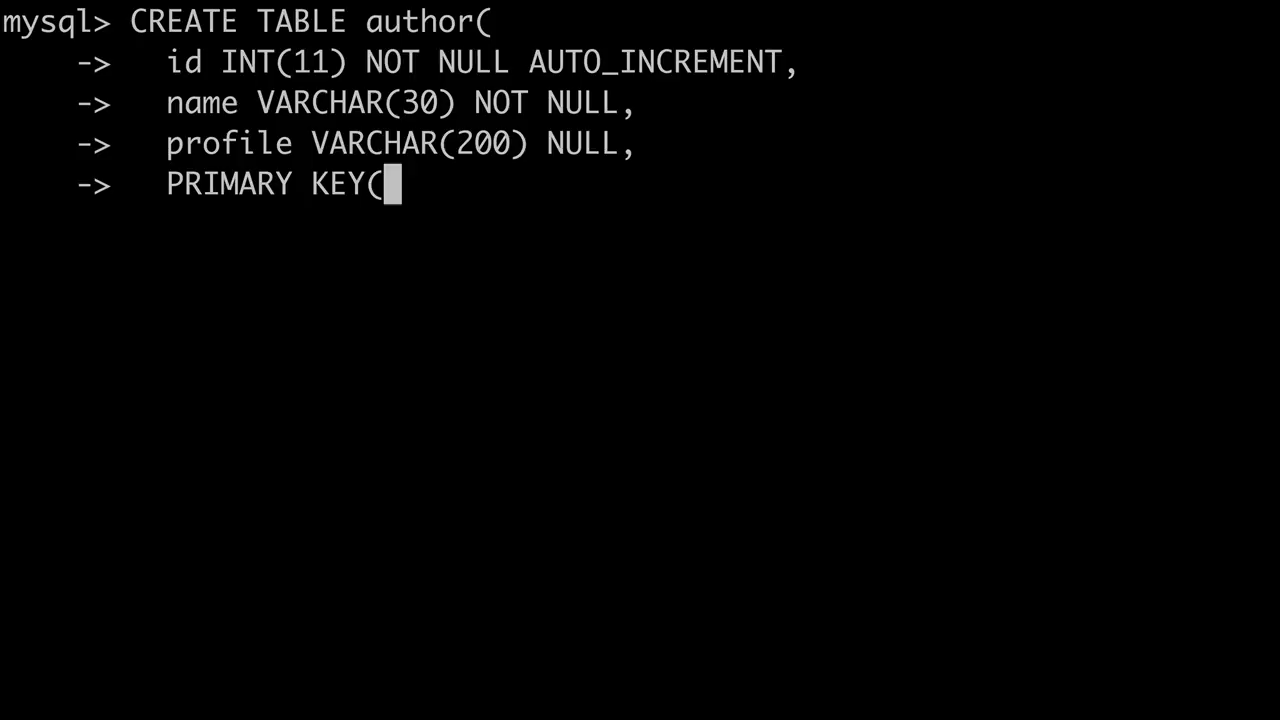 mysql> CREATE TABLE author(
    ->   id INT(11) NOT NULL AUTO_INCREMENT,
    ->   name VARCHAR(30) NOT NULL,
    ->   profile VARCHAR(200) NULL,
    ->   PRIMARY KEY(